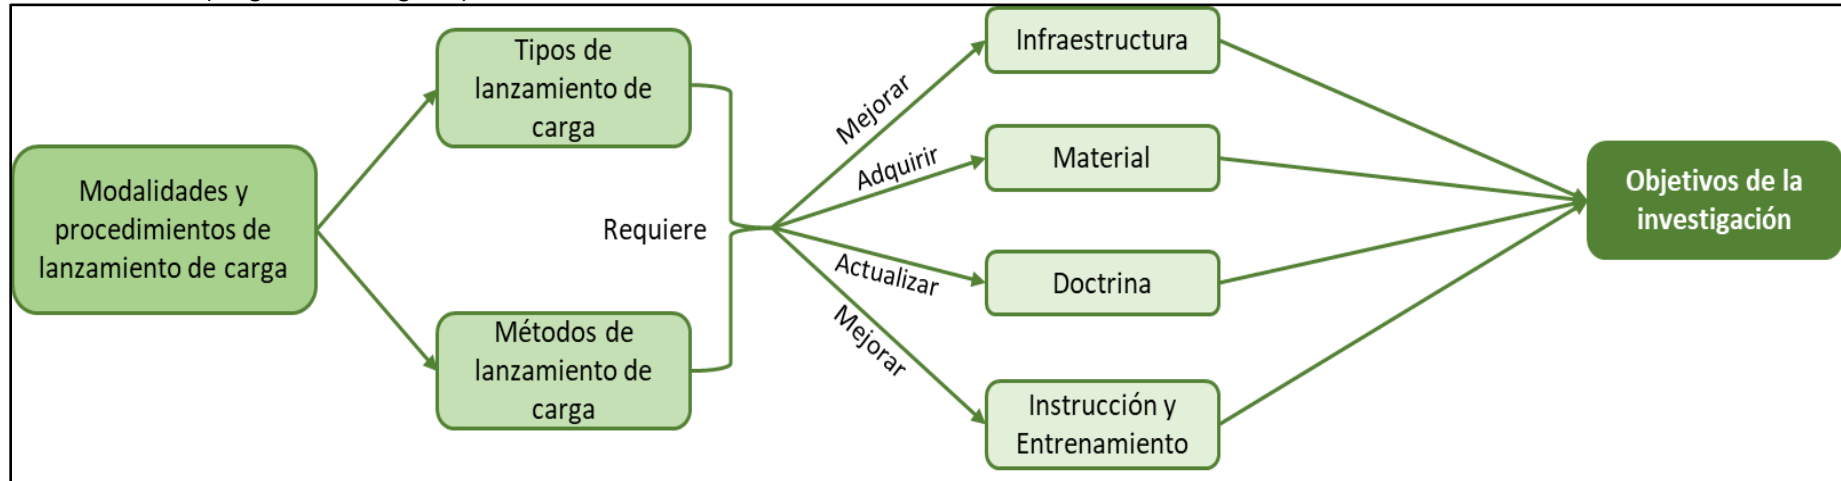 Modalidades y
procedimientos de
lanzamiento de carga
Tipos de
lanzamiento de
carga
Métodos de
lanzamiento de
carga
Requiere
Mejorar
Adquirir
Actualizar
Mejorar
Infraestructura
Material
Doctrina
Instrucción y
Entrenamiento
Objetivos de la
investigación